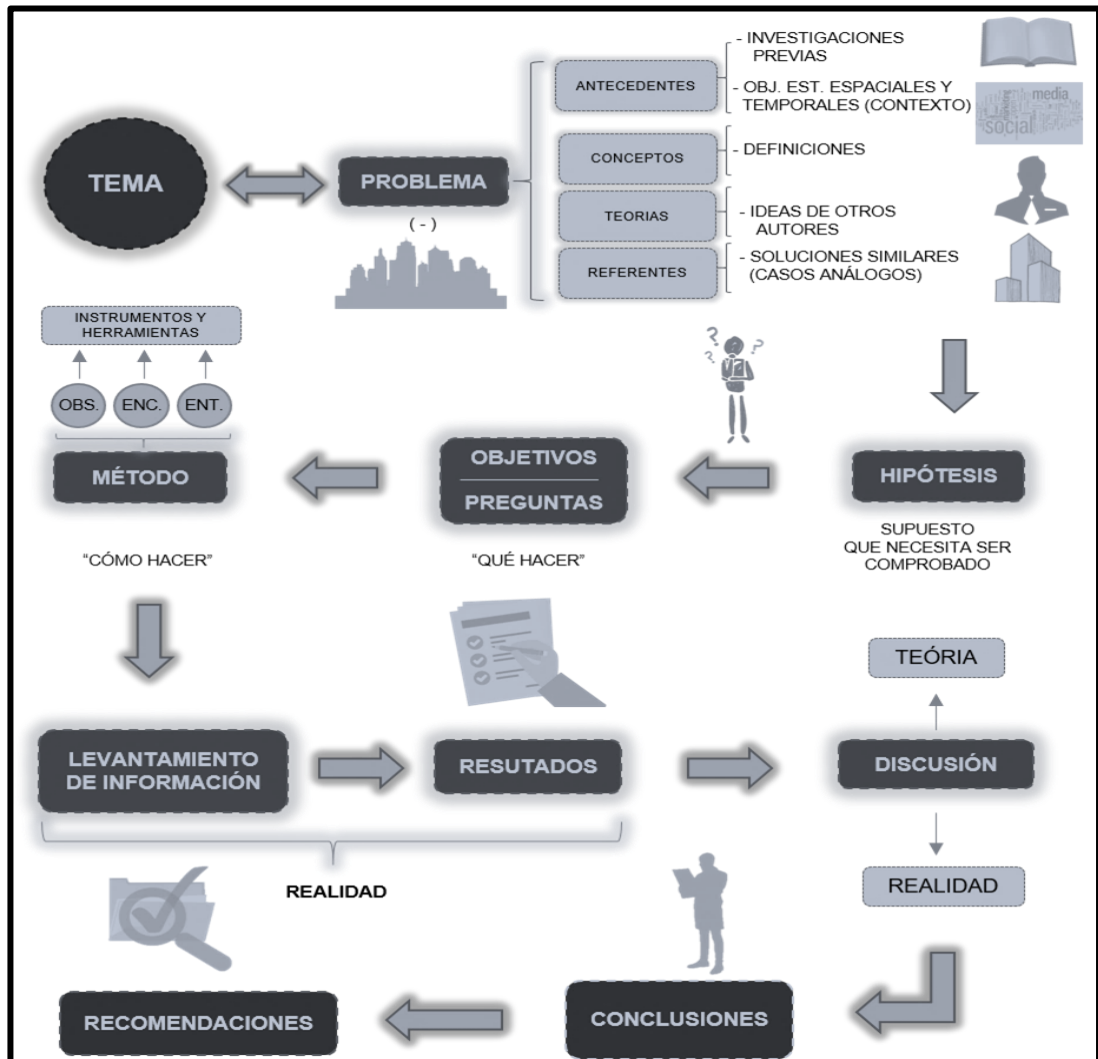 - INVESTIGACIONES
PREVIAS
ANTECEDENTES
- OBJ. EST. ESPACIALES Y
TEMPORALES (CONTEXTO)
media
social
TEMA
PROBLEMA
( - )
CONCEPTOS
- DEFINICIONES
TEORIAS
- IDEAS DE OTROS
AUTORES
REFERENTES
- SOLUCIONES SIMILARES
(CASOS ANÁLOGOS)
INSTRUMENTOS Y
HERRAMIENTAS
OBS.
ENC.
ENT.
MÉTODO
? ? ? ?
OBJETIVOS
PREGUNTAS
HIPÓTESIS
SUPUESTO
QUE NECESITA SER
COMPROBADO
“CÓMO HACER”
“QUÉ HACER”
TEÓRIA
LEVANTAMIENTO
DE INFORMACIÓN
RESUTADOS
DISCUSIÓN
REALIDAD
REALIDAD
RECOMENDACIONES
CONCLUSIONES